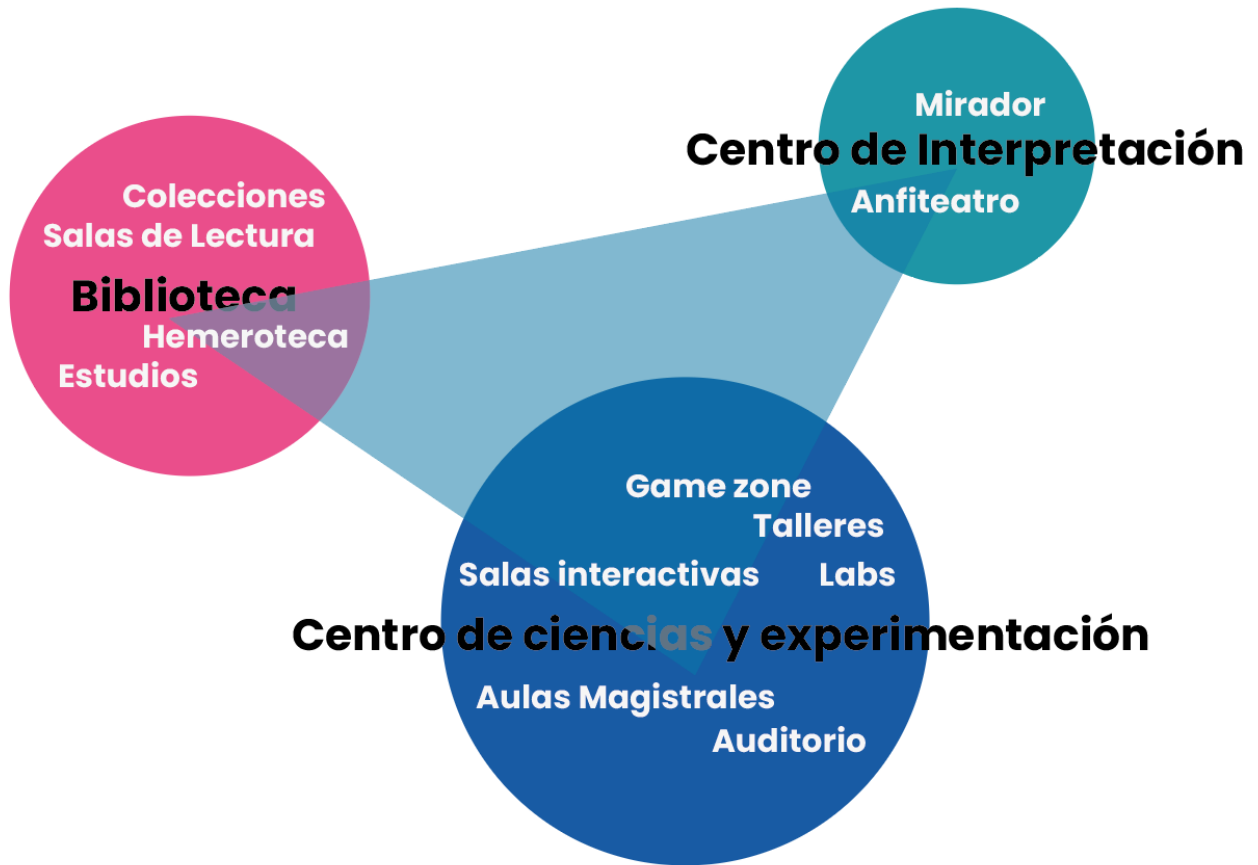 Mirador
Centro de Interpretación
Anfiteatro
Colecciones
Salas de Lectura
Biblioteca
Hemeroteca
Estudios
Game zone
Talleres
Salas interactivas
Labs
Centro de ciencias y experimentación
Aulas Magistrales
Auditorio